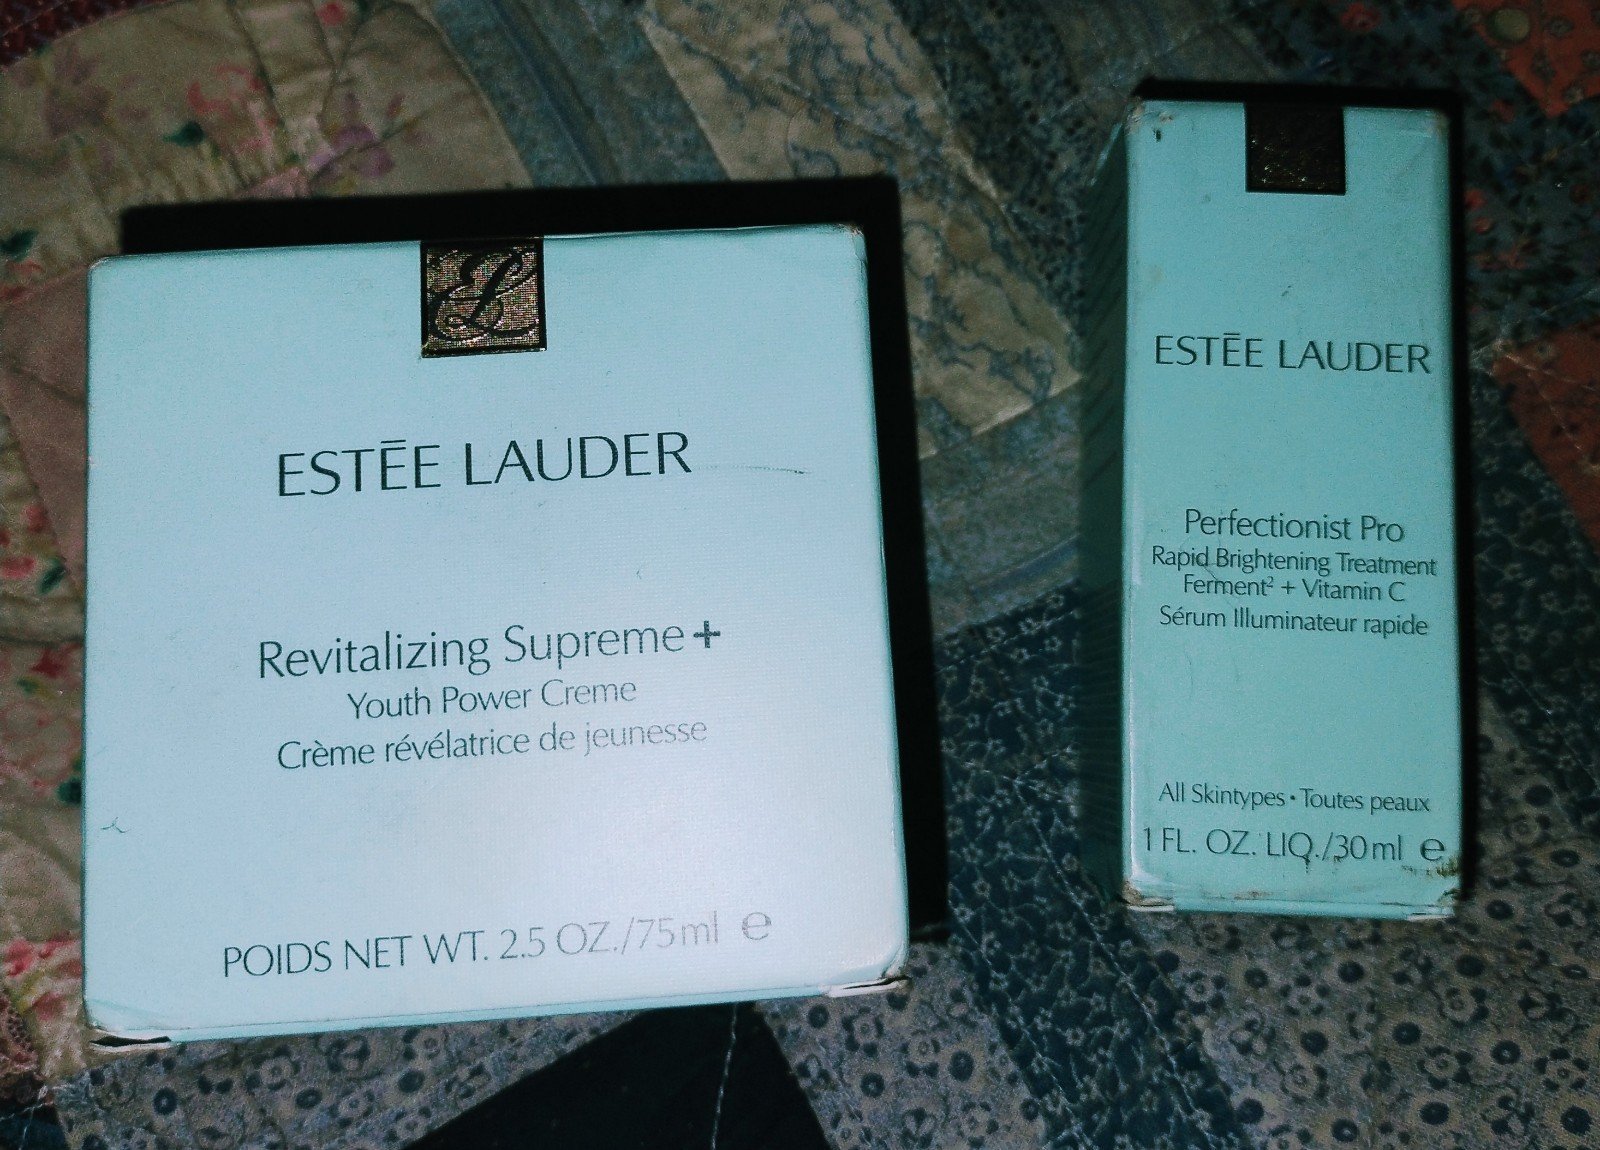 EL
ESTĒE LAUDER
Revitalizing Supreme+
Youth Power Creme
Crème révélatrice de jeunesse
POIDS NET WT. 2.5 OZ./75ml ℮
ESTĒE LAUDER
Perfectionist Pro
Rapid Brightening Treatment
Ferment² + Vitamin C
Sérum Illuminateur rapide
All Skintypes • Toutes peaux
1 FL. OZ. LIQ./30ml ℮